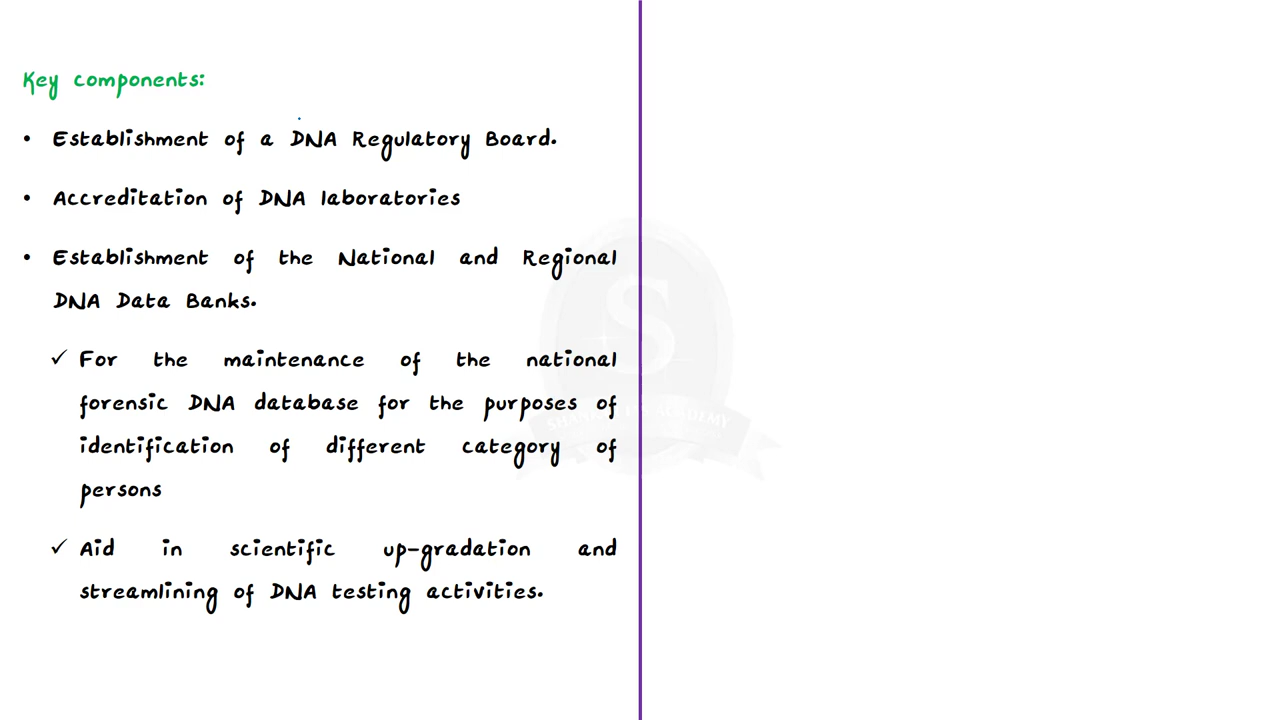 Key components:
• Establishment of a DNA Regulatory Board.
• Accreditation of DNA laboratories
• Establishment of the National and Regional
DNA Data Banks.
✓ For the maintenance of the national
forensic DNA database for the purposes of
identification of different category of
persons
✓ Aid in scientific up-gradation and
streamlining of DNA testing activities.
S